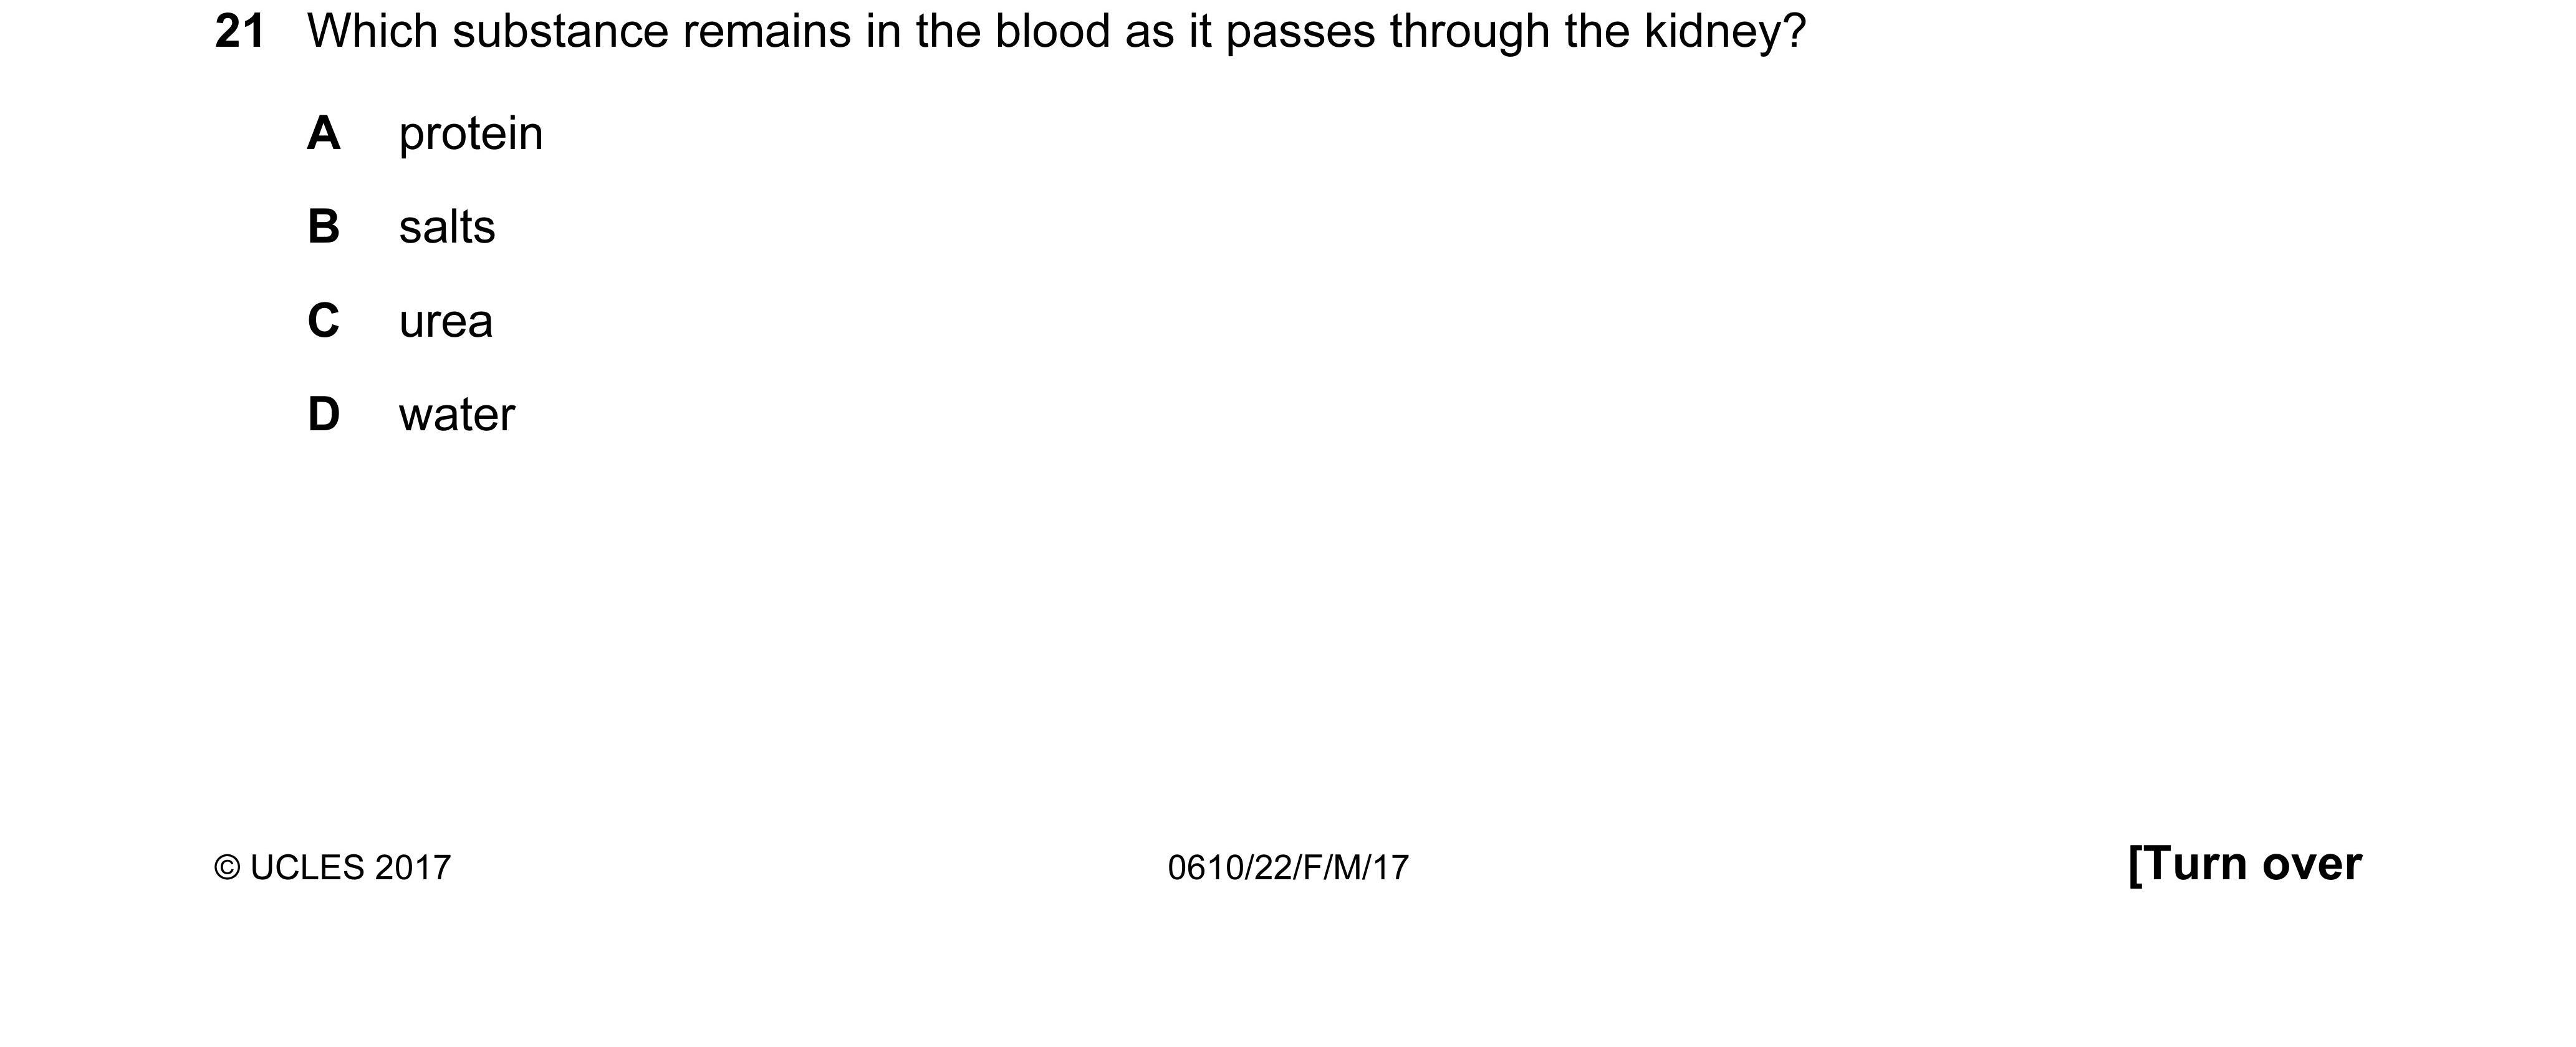 21 Which substance remains in the blood as it passes through the kidney?
A protein
B salts
C urea
D water
© UCLES 2017 0610/22/F/M/17 [Turn over